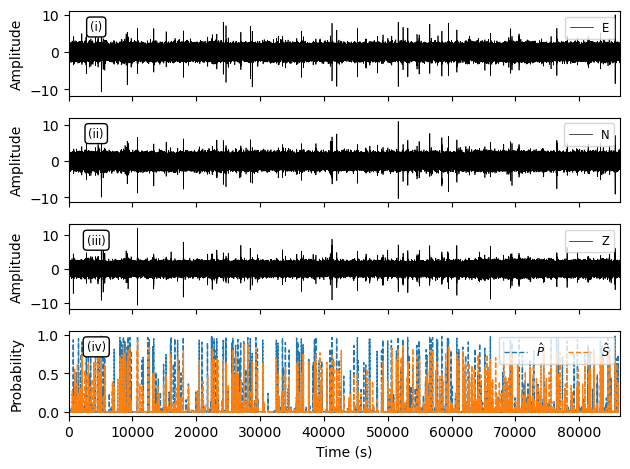 10
0
−10
Amplitude
(i)
E
10
0
−10
Amplitude
(ii)
N
10
0
−10
Amplitude
(iii)
Z
1.0
0.5
0.0
Probability
(iv)
P̂
Ŝ
0 10000 20000 30000 40000 50000 60000 70000 80000
Time (s)